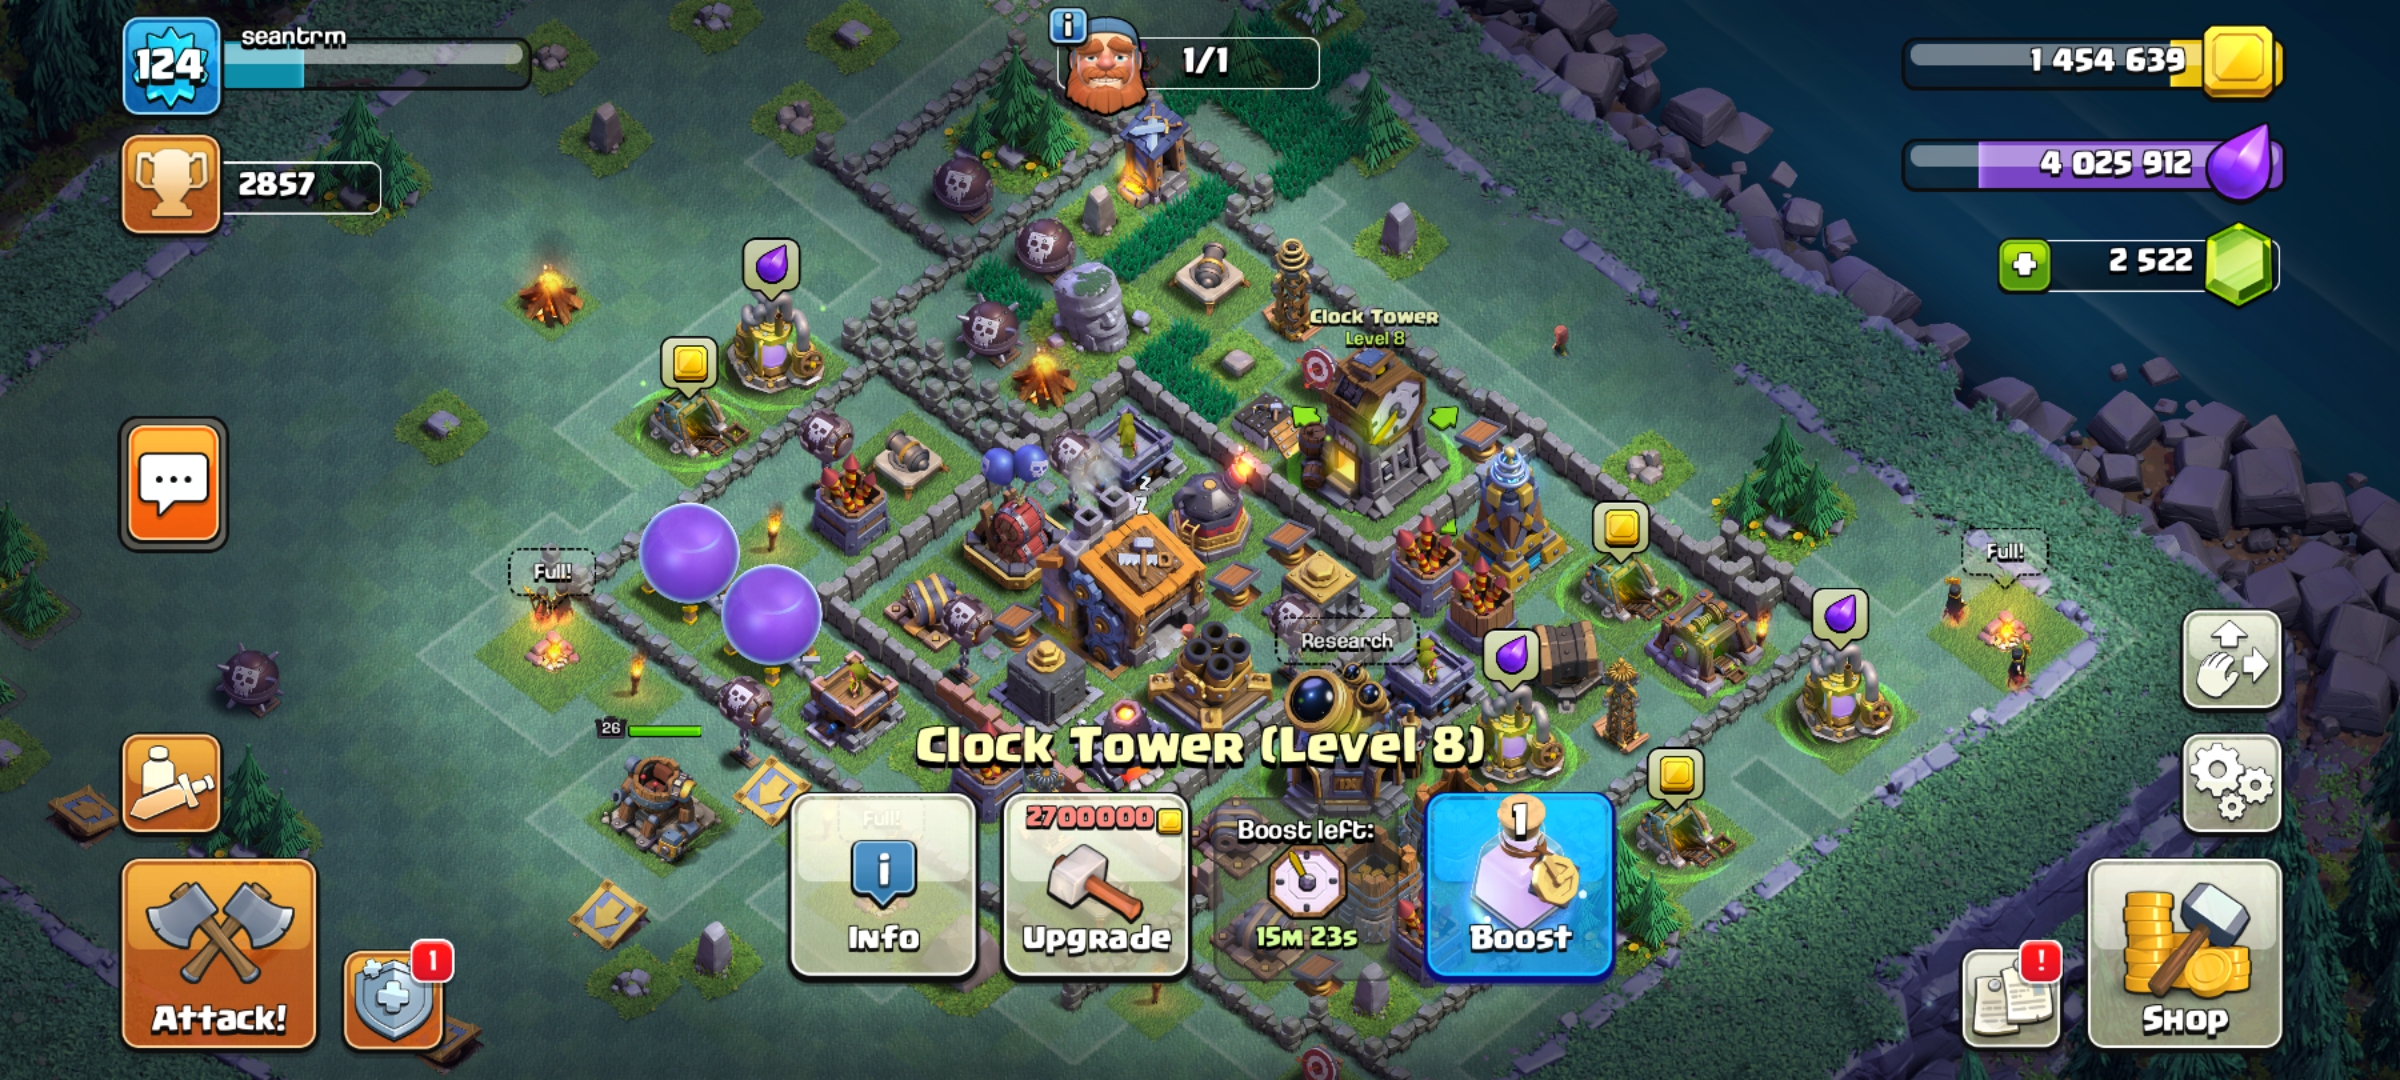 124
seantrm
1/1
1 454 639
2857
4 025 912
2 522
Clock Tower
Level 8
z
Z
Full!
Full!
Research
26
Clock Tower (Level 8)
Full!
Info
2700000
Upgrade
Boost left:
15M 23s
1
Boost
Attack!
1
!
Shop